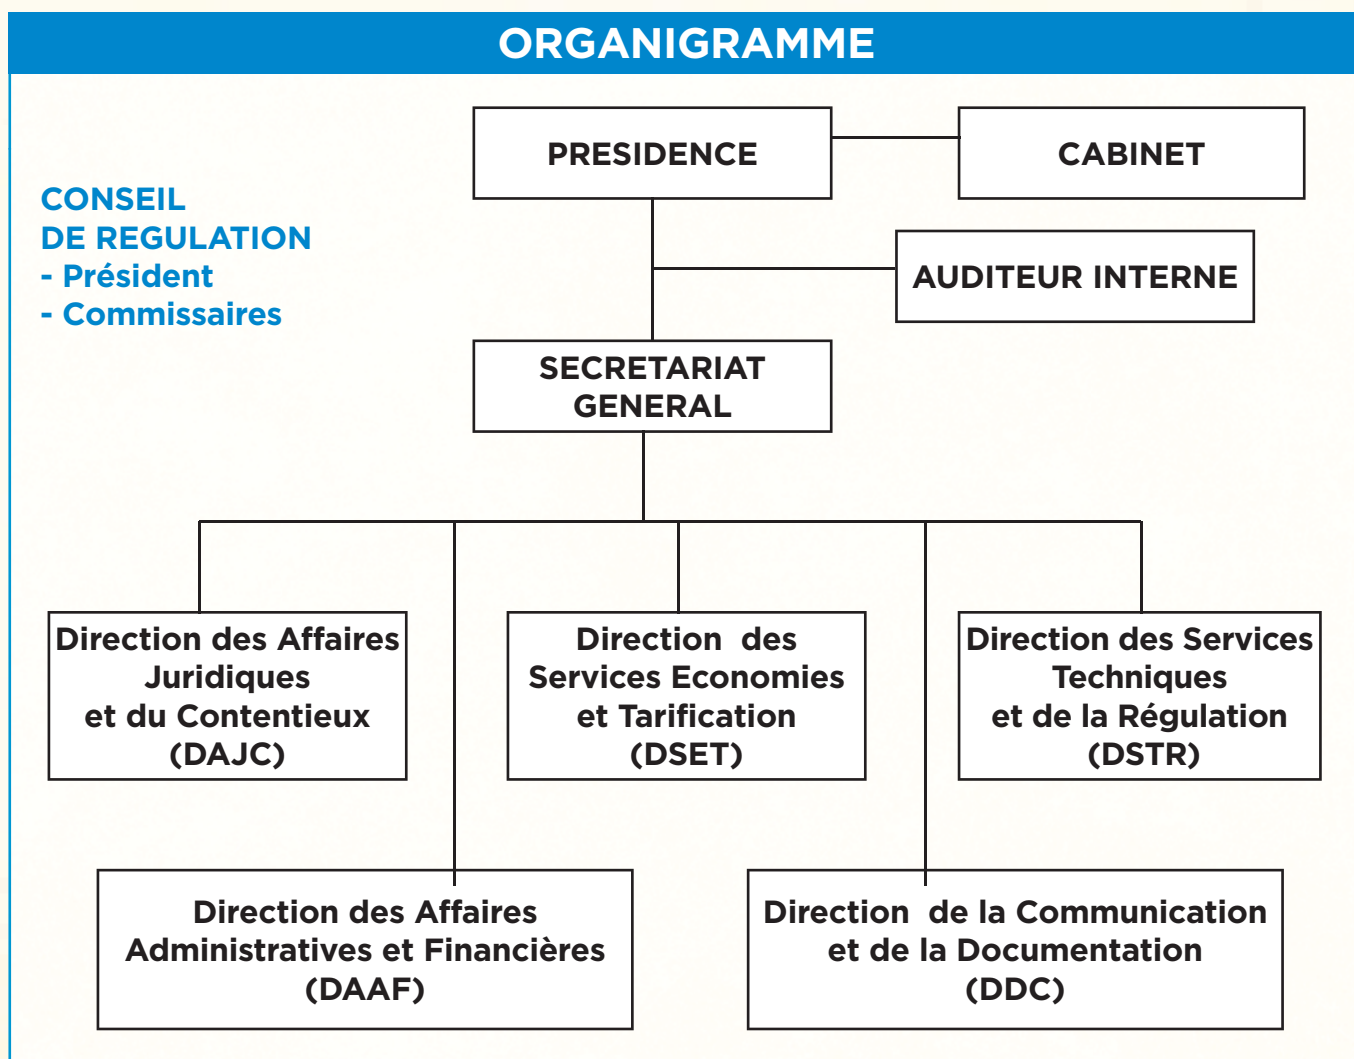 ORGANIGRAMME
PRESIDENCE
CABINET
CONSEIL
DE REGULATION
- Président
- Commissaires
AUDITEUR INTERNE
SECRETARIAT
GENERAL
Direction des Affaires
Juridiques
et du Contentieux
(DAJC)
Direction des
Services Economies
et Tarification
(DSET)
Direction des Services
Techniques
et de la Régulation
(DSTR)
Direction des Affaires
Administratives et Financières
(DAAF)
Direction de la Communication
et de la Documentation
(DDC)